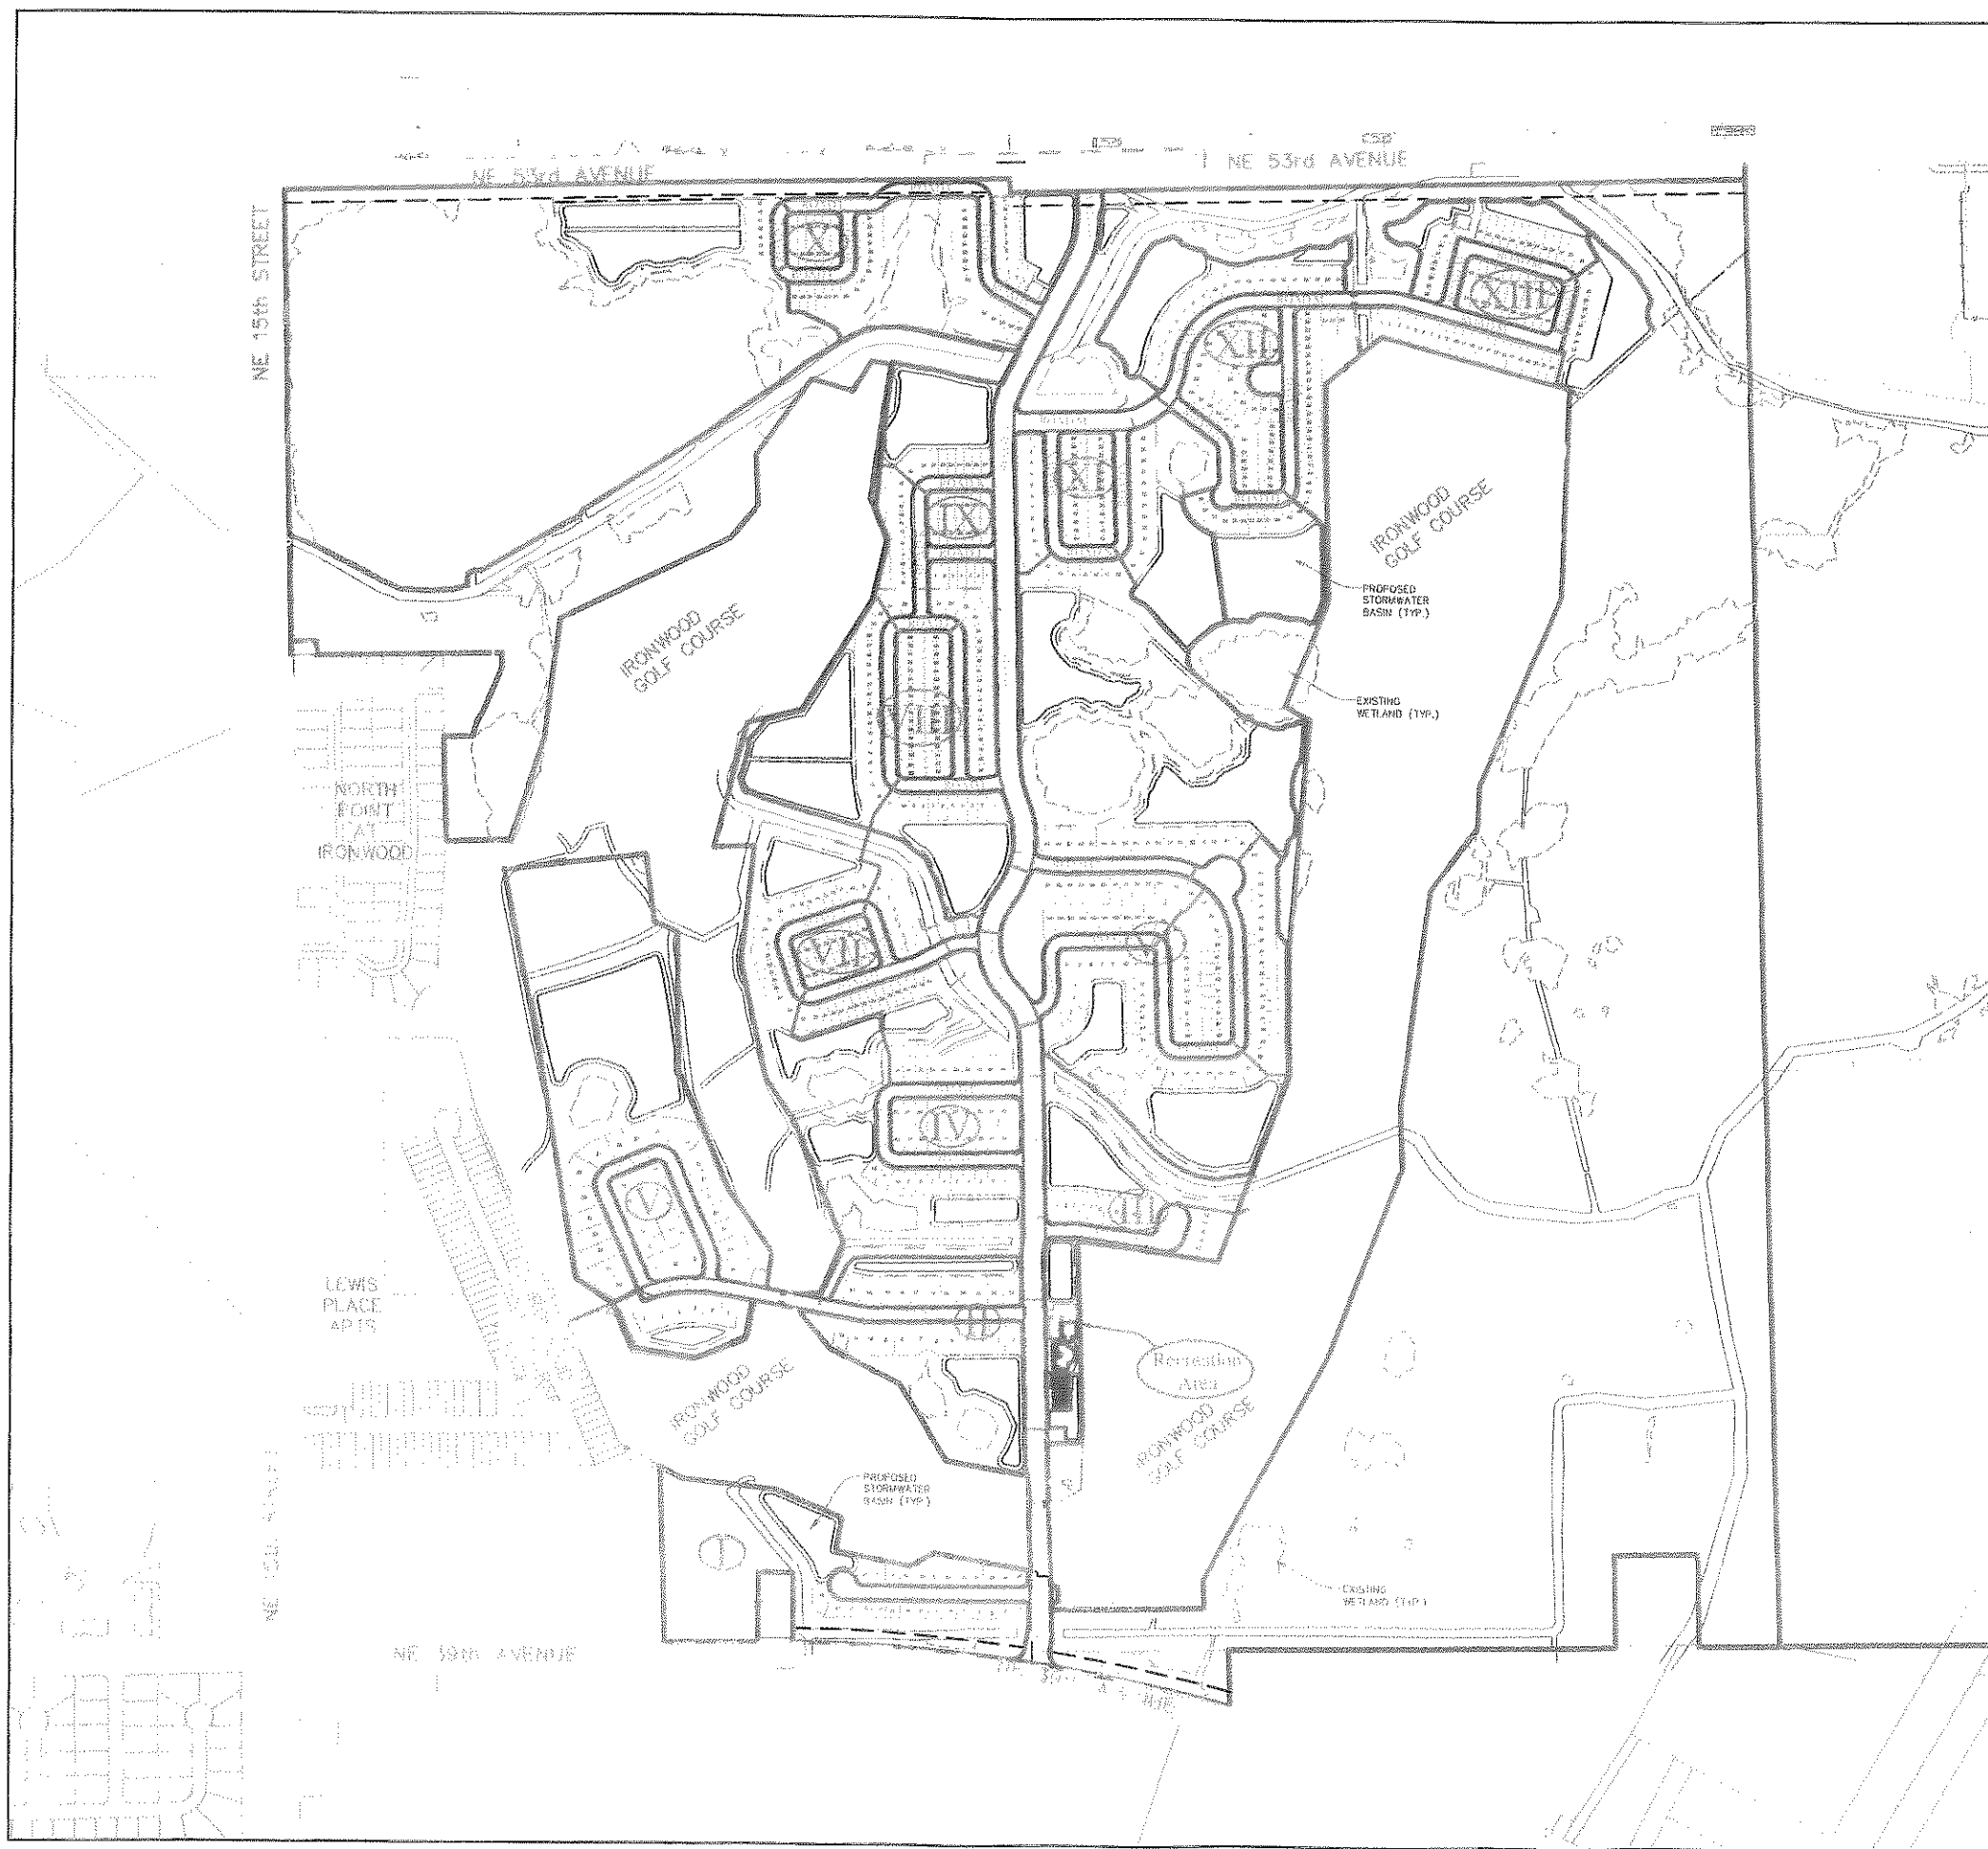 NE 53rd AVENUE
NE 53rd AVENUE
NE 15th STREET
X
XIII
XII
XI
IX
IRONWOOD
GOLF COURSE
PROPOSED
STORMWATER
BASIN (TYP.)
IRONWOOD
GOLF COURSE
EXISTING
WETLAND (TYP.)
VIII
NORTH
POINT
AT
IRONWOOD
VII
IV
V
III
LEWIS
PLACE
APTS
II
Recreation
Area
IRONWOOD
GOLF COURSE
IRONWOOD
GOLF COURSE
PROPOSED
STORMWATER
BASIN (TYP.)
I
EXISTING
WETLAND (TYP.)
NE 39th AVENUE